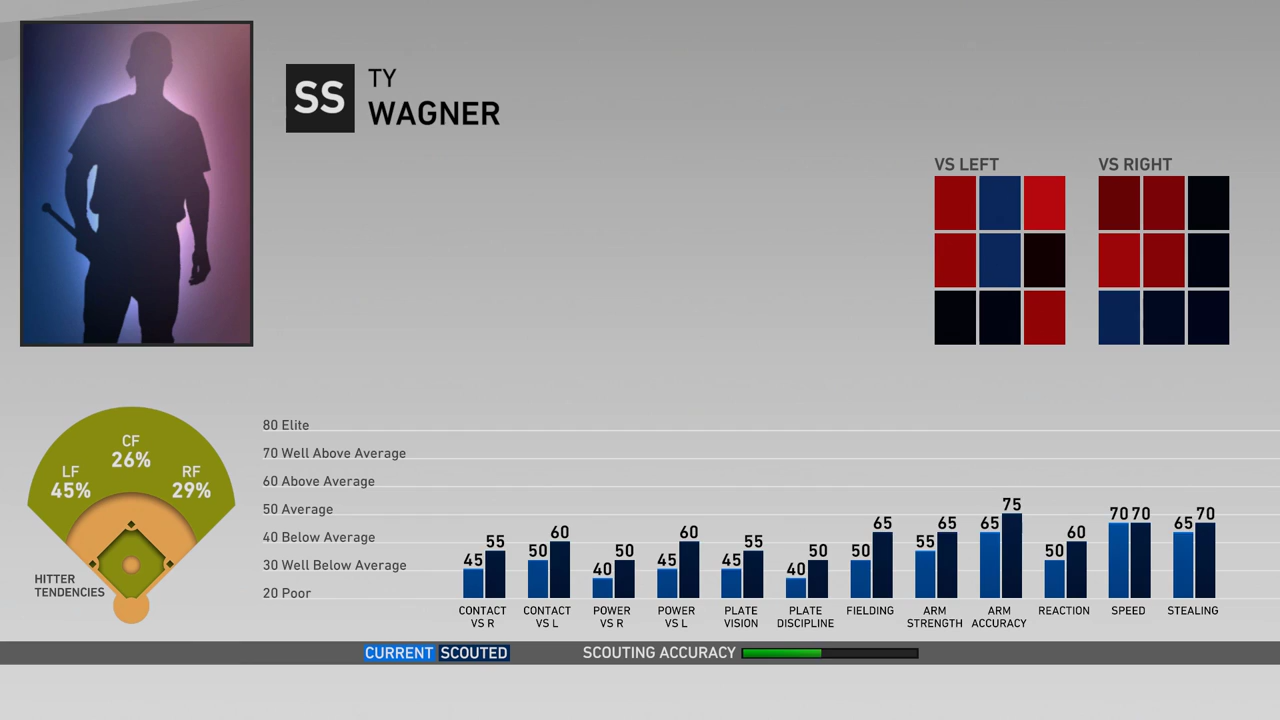 SS
TY
WAGNER
VS LEFT
VS RIGHT
CF
26%
LF
45%
RF
29%
HITTER
TENDENCIES
80 Elite
70 Well Above Average
60 Above Average
50 Average
40 Below Average
30 Well Below Average
20 Poor
45 55
50 60
40 50
45 60
45 55
40 50
50 65
55 65
65 75
50 60
70 70
65 70
CONTACT
VS R
CONTACT
VS L
POWER
VS R
POWER
VS L
PLATE
VISION
PLATE
DISCIPLINE
FIELDING
ARM
STRENGTH
ARM
ACCURACY
REACTION
SPEED
STEALING
CURRENT SCOUTED
SCOUTING ACCURACY